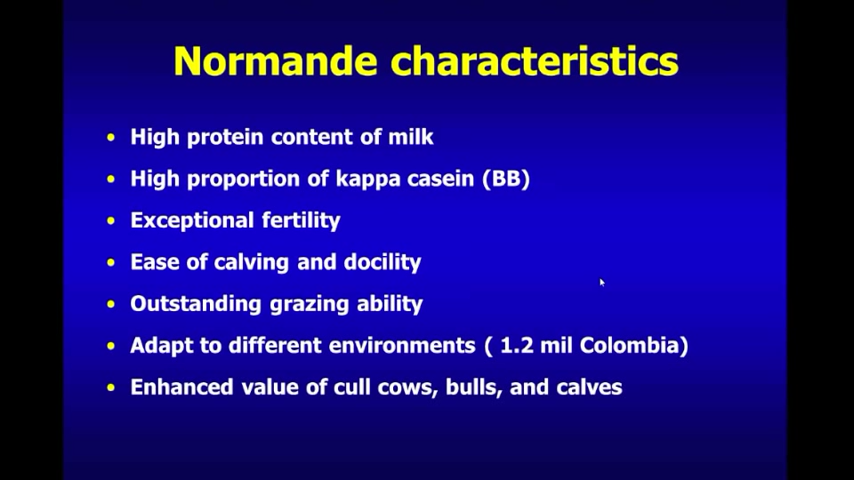 Normande characteristics
• High protein content of milk
• High proportion of kappa casein (BB)
• Exceptional fertility
• Ease of calving and docility
• Outstanding grazing ability
• Adapt to different environments ( 1.2 mil Colombia)
• Enhanced value of cull cows, bulls, and calves